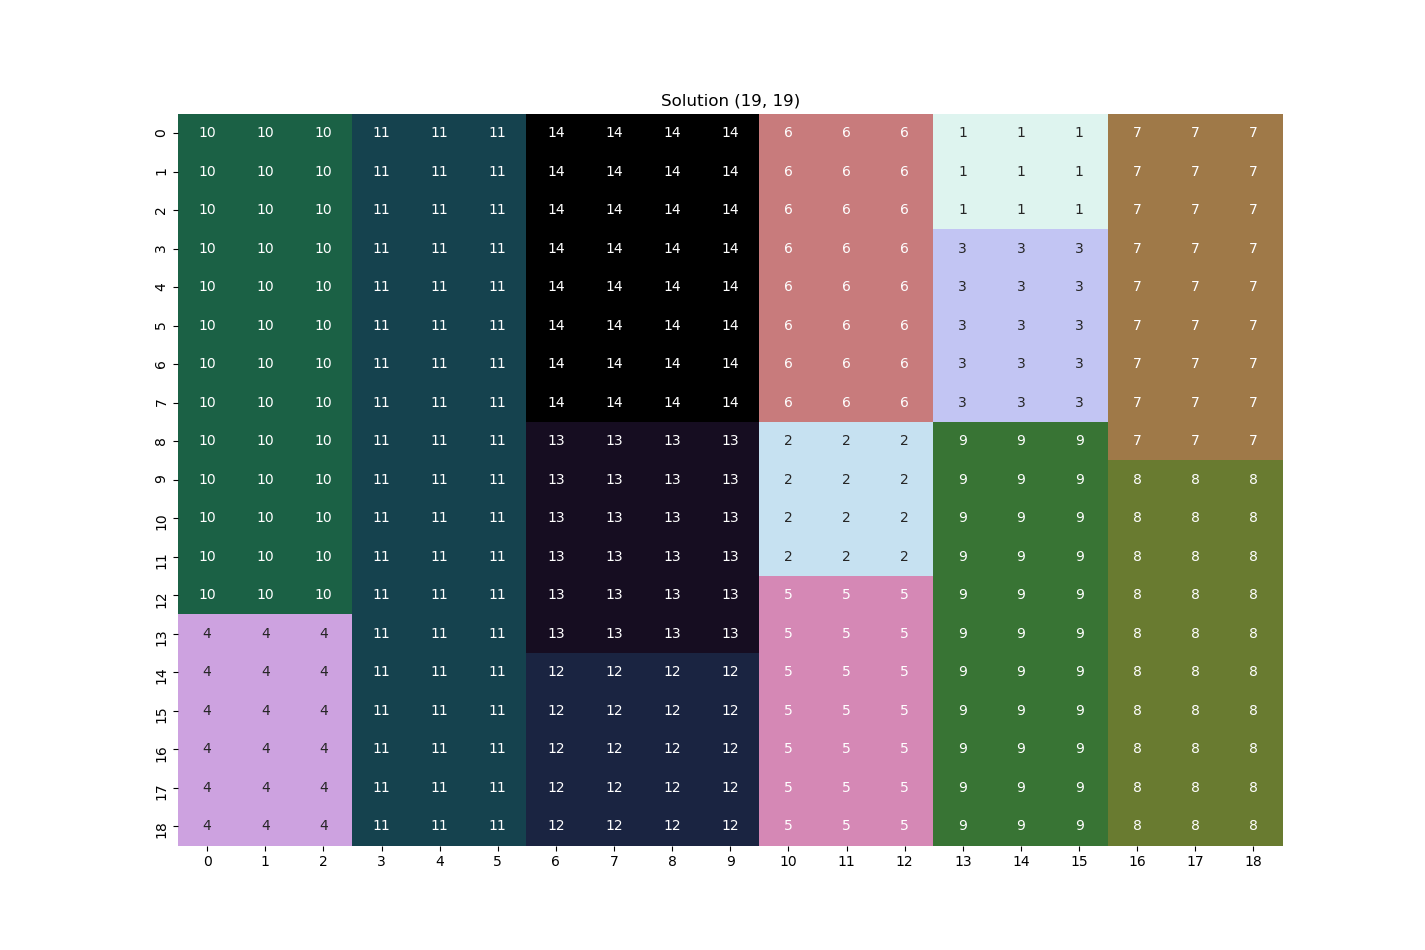 Solution (19, 19)
0 10 10 10 11 11 11 14 14 14 14 6 6 6 1 1 1 7 7 7
1 10 10 10 11 11 11 14 14 14 14 6 6 6 1 1 1 7 7 7
2 10 10 10 11 11 11 14 14 14 14 6 6 6 1 1 1 7 7 7
3 10 10 10 11 11 11 14 14 14 14 6 6 6 3 3 3 7 7 7
4 10 10 10 11 11 11 14 14 14 14 6 6 6 3 3 3 7 7 7
5 10 10 10 11 11 11 14 14 14 14 6 6 6 3 3 3 7 7 7
6 10 10 10 11 11 11 14 14 14 14 6 6 6 3 3 3 7 7 7
7 10 10 10 11 11 11 14 14 14 14 6 6 6 3 3 3 7 7 7
8 10 10 10 11 11 11 13 13 13 13 2 2 2 9 9 9 7 7 7
9 10 10 10 11 11 11 13 13 13 13 2 2 2 9 9 9 8 8 8
10 10 10 10 11 11 11 13 13 13 13 2 2 2 9 9 9 8 8 8
11 10 10 10 11 11 11 13 13 13 13 2 2 2 9 9 9 8 8 8
12 10 10 10 11 11 11 13 13 13 13 5 5 5 9 9 9 8 8 8
13 4 4 4 11 11 11 13 13 13 13 5 5 5 9 9 9 8 8 8
14 4 4 4 11 11 11 12 12 12 12 5 5 5 9 9 9 8 8 8
15 4 4 4 11 11 11 12 12 12 12 5 5 5 9 9 9 8 8 8
16 4 4 4 11 11 11 12 12 12 12 5 5 5 9 9 9 8 8 8
17 4 4 4 11 11 11 12 12 12 12 5 5 5 9 9 9 8 8 8
18 4 4 4 11 11 11 12 12 12 12 5 5 5 9 9 9 8 8 8
0 1 2 3 4 5 6 7 8 9 10 11 12 13 14 15 16 17 18